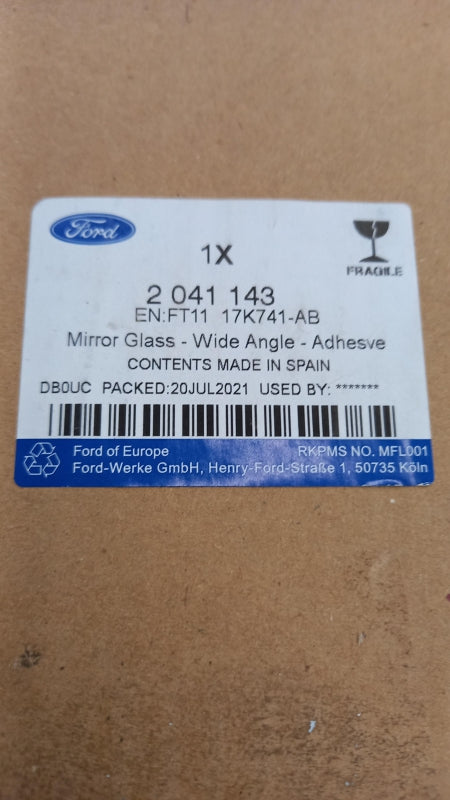 Ford
1X
FRAGILE
2 041 143
EN:FT11 17K741-AB
Mirror Glass - Wide Angle - Adhesve
CONTENTS MADE IN SPAIN
DB0UC PACKED:20JUL2021 USED BY: *******
Ford of Europe RKPMS NO. MFL001
Ford-Werke GmbH, Henry-Ford-Straße 1, 50735 Köln